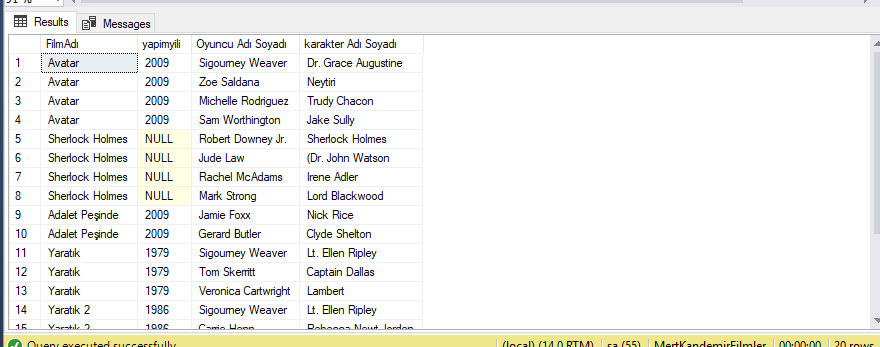 Results Messages
FilmAdı yapimyili Oyuncu Adı Soyadı karakter Adı Soyadı
1 Avatar 2009 Sigourney Weaver Dr. Grace Augustine
2 Avatar 2009 Zoe Saldana Neytiri
3 Avatar 2009 Michelle Rodriguez Trudy Chacon
4 Avatar 2009 Sam Worthington Jake Sully
5 Sherlock Holmes NULL Robert Downey Jr. Sherlock Holmes
6 Sherlock Holmes NULL Jude Law (Dr. John Watson
7 Sherlock Holmes NULL Rachel McAdams Irene Adler
8 Sherlock Holmes NULL Mark Strong Lord Blackwood
9 Adalet Peşinde 2009 Jamie Foxx Nick Rice
10 Adalet Peşinde 2009 Gerard Butler Clyde Shelton
11 Yaratık 1979 Sigourney Weaver Lt. Ellen Ripley
12 Yaratık 1979 Tom Skerritt Captain Dallas
13 Yaratık 1979 Veronica Cartwright Lambert
14 Yaratık 2 1986 Sigourney Weaver Lt. Ellen Ripley
15 Yaratık 2 1986 Carrie Henn Rebecca Newt Jorden
Query executed successfully. (local) (14.0 RTM) sa (55) MertKandemirFilmler 00:00:00 20 rows